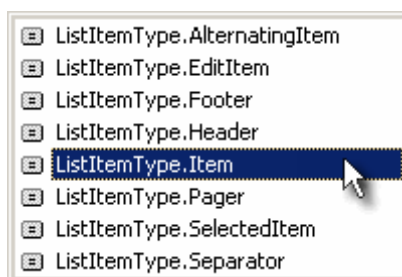 ListItemType.AlternatingItem
ListItemType.EditItem
ListItemType.Footer
ListItemType.Header
ListItemType.Item
ListItemType.Pager
ListItemType.SelectedItem
ListItemType.Separator